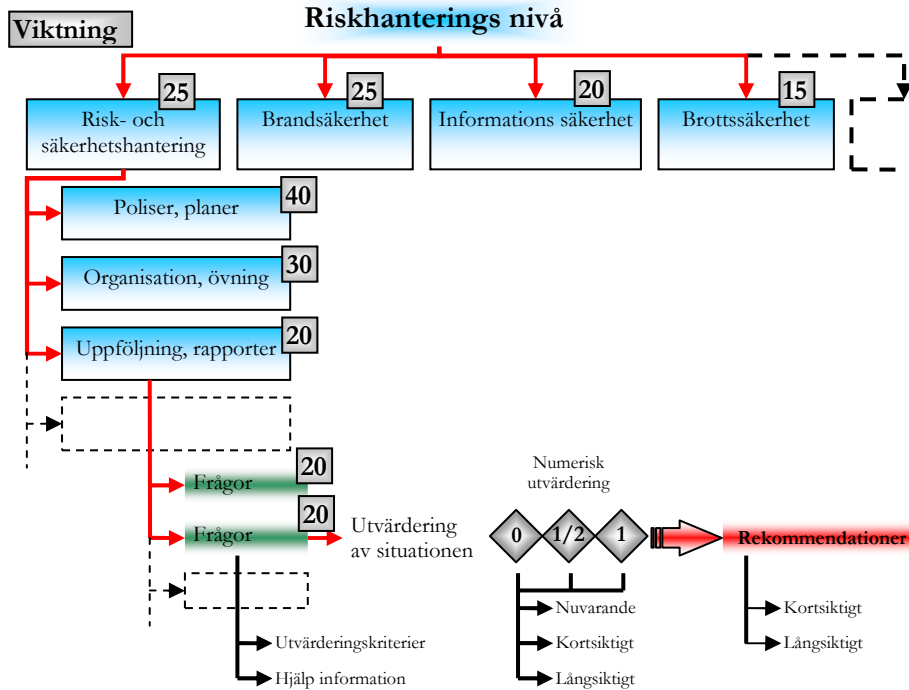 Riskhanterings nivå
Viktning
25
25
20
15
Risk- och
säkerhetshantering
Brandsäkerhet
Informations säkerhet
Brottssäkerhet
40
Poliser, planer
30
Organisation, övning
20
Uppföljning, rapporter
20
Frågor
20
Frågor
Utvärdering
av situationen
Numerisk
utvärdering
0
1/2
1
Rekommendationer
Nuvarande
Kortsiktigt
Långsiktigt
Kortsiktigt
Långsiktigt
Utvärderingskriterier
Hjälp information